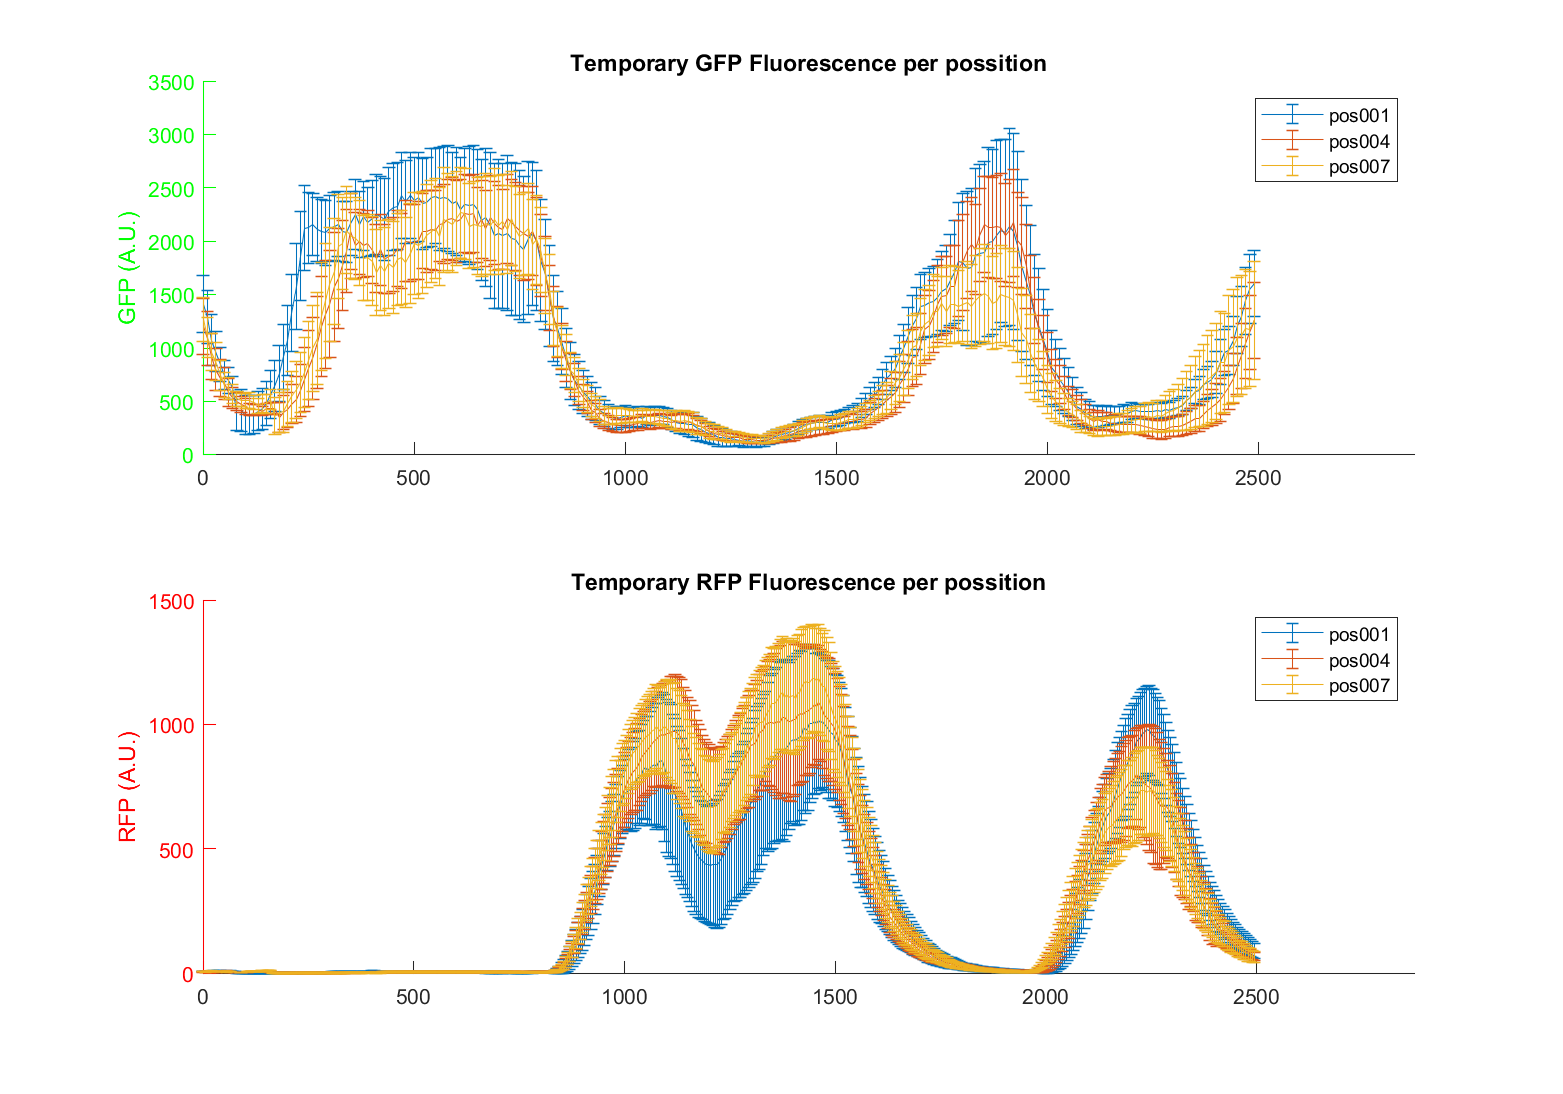 Temporary GFP Fluorescence per possition
GFP (A.U.)
3500
3000
2500
2000
1500
1000
500
0
0 500 1000 1500 2000 2500
pos001
pos004
pos007
Temporary RFP Fluorescence per possition
RFP (A.U.)
1500
1000
500
0
0 500 1000 1500 2000 2500
pos001
pos004
pos007